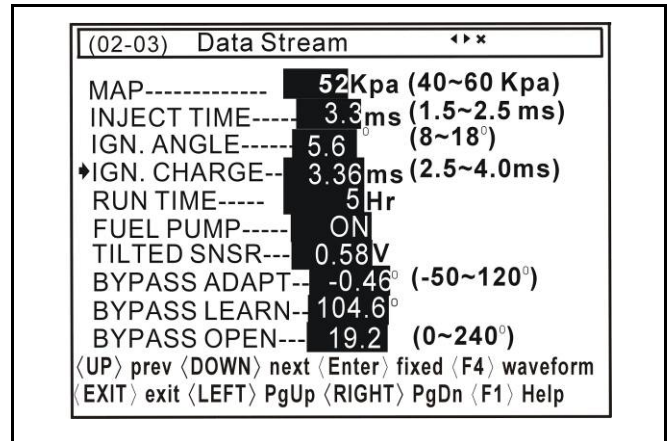 (02-03) Data Stream
MAP------------- 52Kpa (40~60 Kpa)
INJECT TIME----- 3.3ms (1.5~2.5 ms)
IGN. ANGLE----- 5.6° (8~18°)
IGN. CHARGE-- 3.36ms (2.5~4.0ms)
RUN TIME----- 5Hr
FUEL PUMP----- ON
TILTED SNSR--- 0.58V
BYPASS ADAPT-- -0.46° (-50~120°)
BYPASS LEARN-- 104.6°
BYPASS OPEN--- 19.2 (0~240°)
〈UP〉 prev 〈DOWN〉 next 〈Enter〉 fixed 〈F4〉 waveform
〈EXIT〉 exit 〈LEFT〉 PgUp 〈RIGHT〉 PgDn 〈F1〉 Help